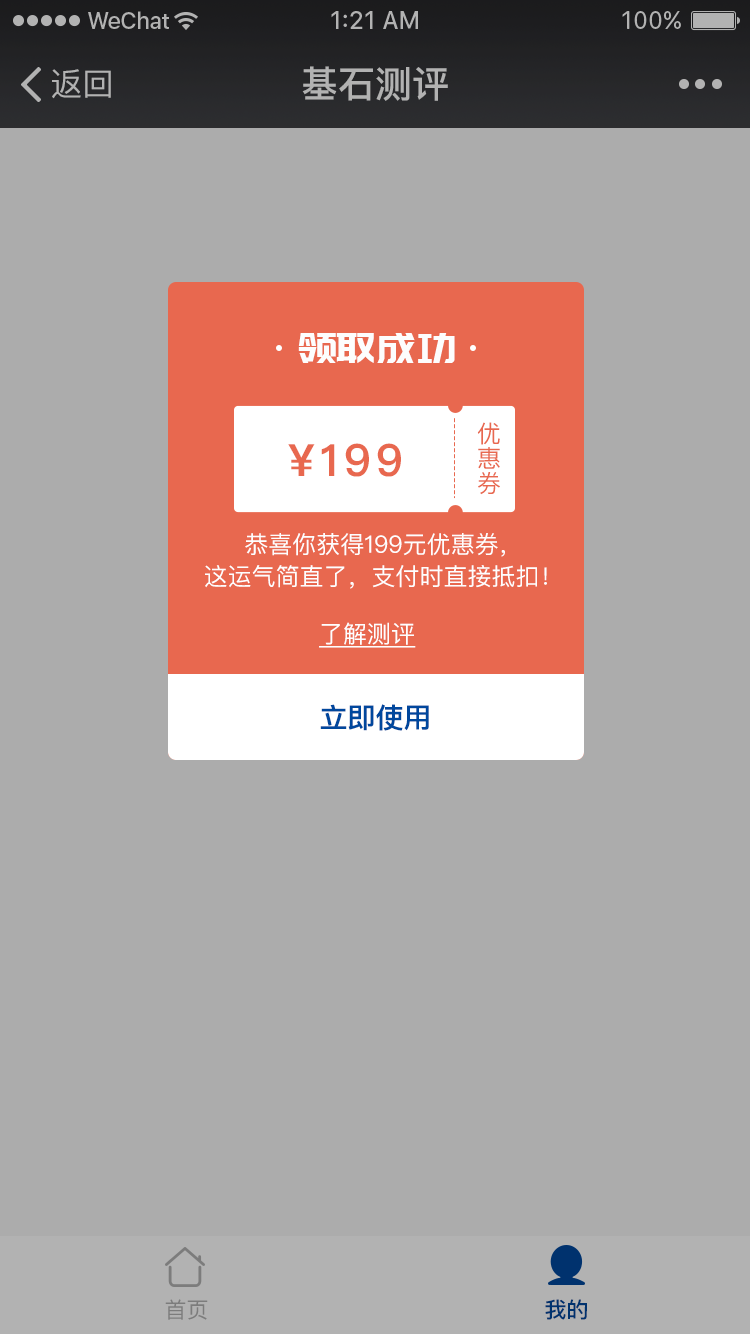 WeChat 1:21 AM 100%
返回 基石测评
· 领取成功 ·
¥199 优惠券
恭喜你获得199元优惠券，
这运气简直了，支付时直接抵扣！
了解测评
立即使用
首页 我的